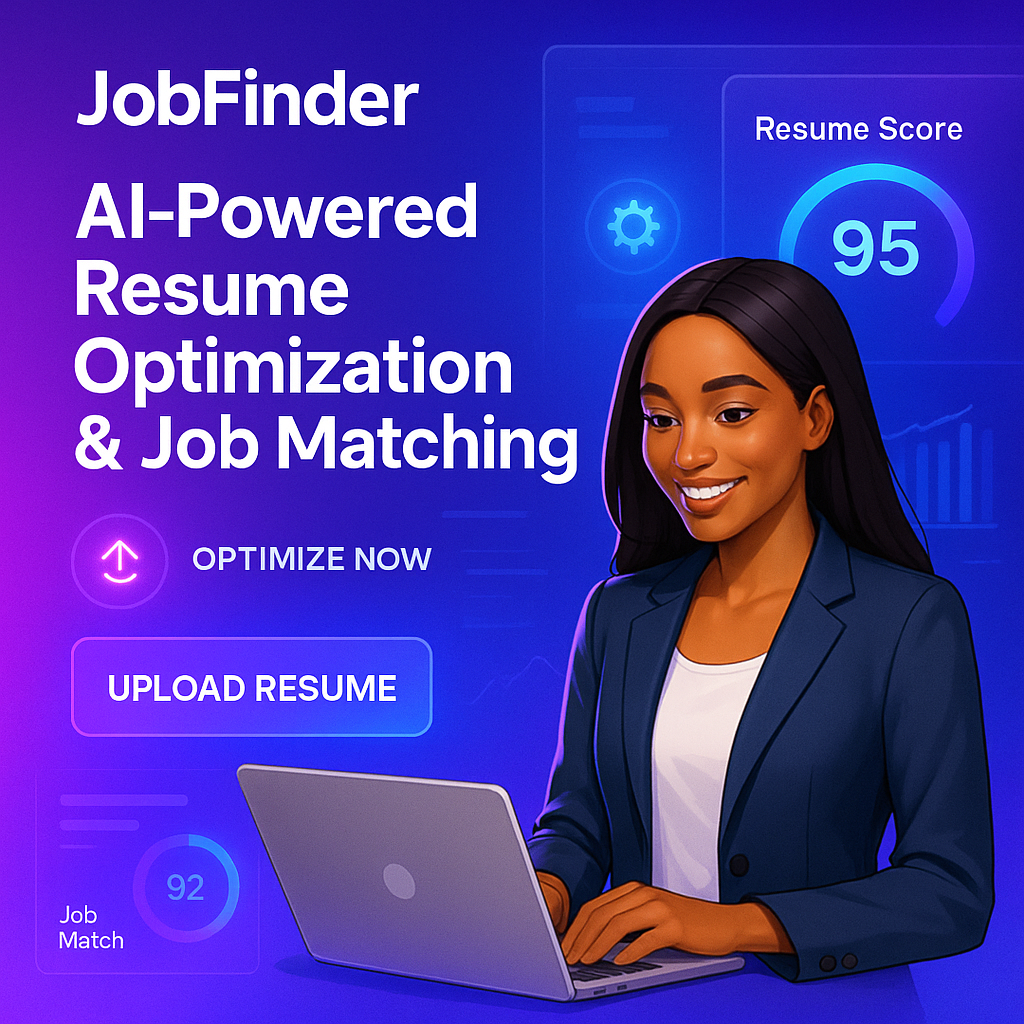 JobFinder
AI-Powered
Resume
Optimization
& Job Matching
OPTIMIZE NOW
UPLOAD RESUME
Resume Score
95
92
Job
Match